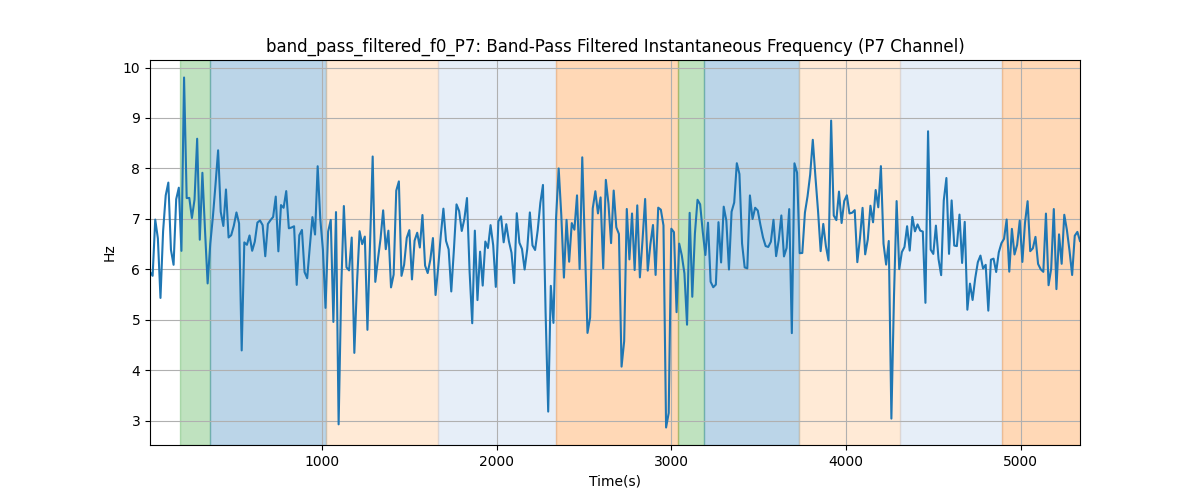 band_pass_filtered_f0_P7: Band-Pass Filtered Instantaneous Frequency (P7 Channel)
10
9
8
7
6
5
4
3
Hz
1000 2000 3000 4000 5000
Time(s)